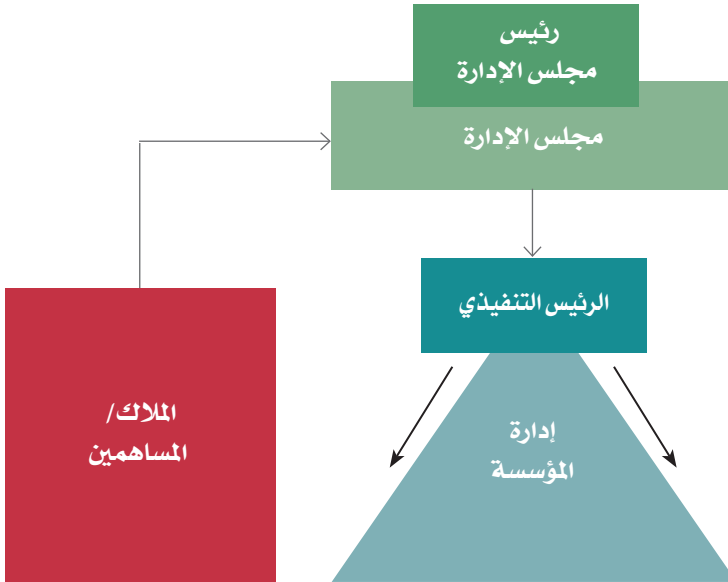 رئيس
مجلس الإدارة
مجلس الإدارة
الرئيس التنفيذي
الملاك/
المساهمين
إدارة
المؤسسة